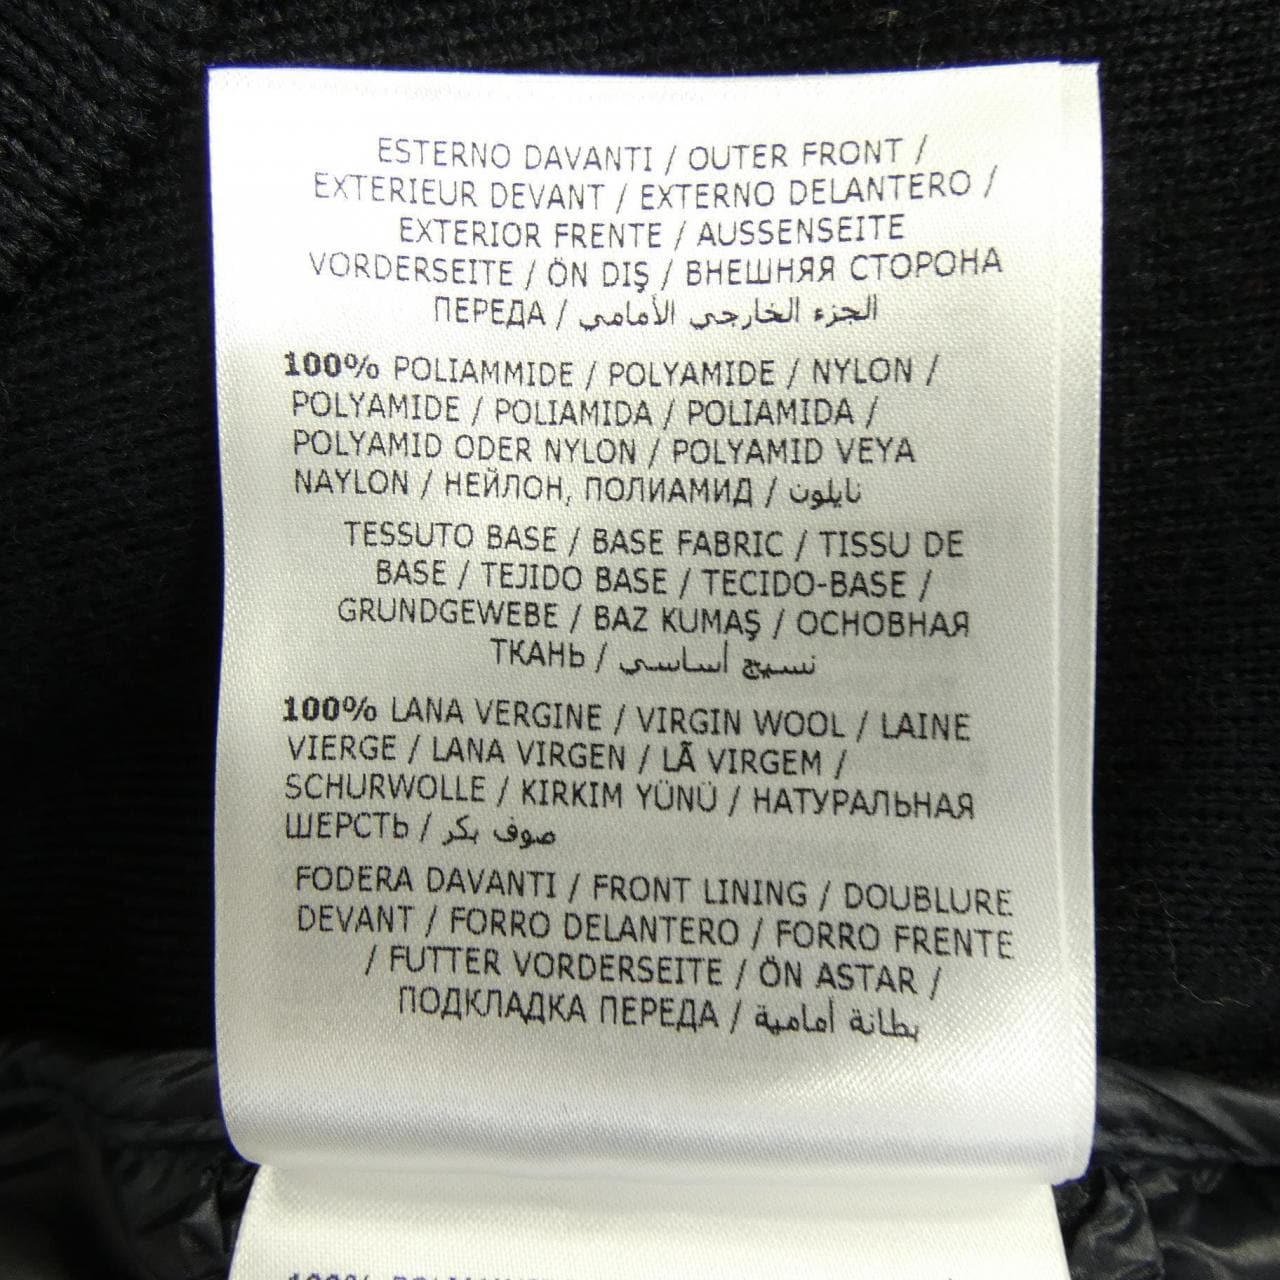 ESTERNO DAVANTI / OUTER FRONT /
EXTERIEUR DEVANT / EXTERNO DELANTERO /
EXTERIOR FRENTE / AUSSENSEITE
VORDERSEITE / ÖN DIŞ / ВНЕШНЯЯ СТОРОНА
ПЕРЕДА / الجزء الخارجي الأمامي
100% POLIAMMIDE / POLYAMIDE / NYLON /
POLYAMIDE / POLIAMIDA / POLIAMIDA /
POLYAMID ODER NYLON / POLYAMID VEYA
NAYLON / НЕЙЛОН, ПОЛИАМИД / نايلون
TESSUTO BASE / BASE FABRIC / TISSU DE
BASE / TEJIDO BASE / TECIDO-BASE /
GRUNDGEWEBE / BAZ KUMAŞ / ОСНОВНАЯ
ТКАНЬ / نسيج أساسي
100% LANA VERGINE / VIRGIN WOOL / LAINE
VIERGE / LANA VIRGEN / LÃ VIRGEM /
SCHURWOLLE / KIRKIM YÜNÜ / НАТУРАЛЬНАЯ
ШЕРСТЬ / صوف بكر
FODERA DAVANTI / FRONT LINING / DOUBLURE
DEVANT / FORRO DELANTERO / FORRO FRENTE
/ FUTTER VORDERSEITE / ÖN ASTAR /
ПОДКЛАДКА ПЕРЕДА / بطانة أمامية
100%